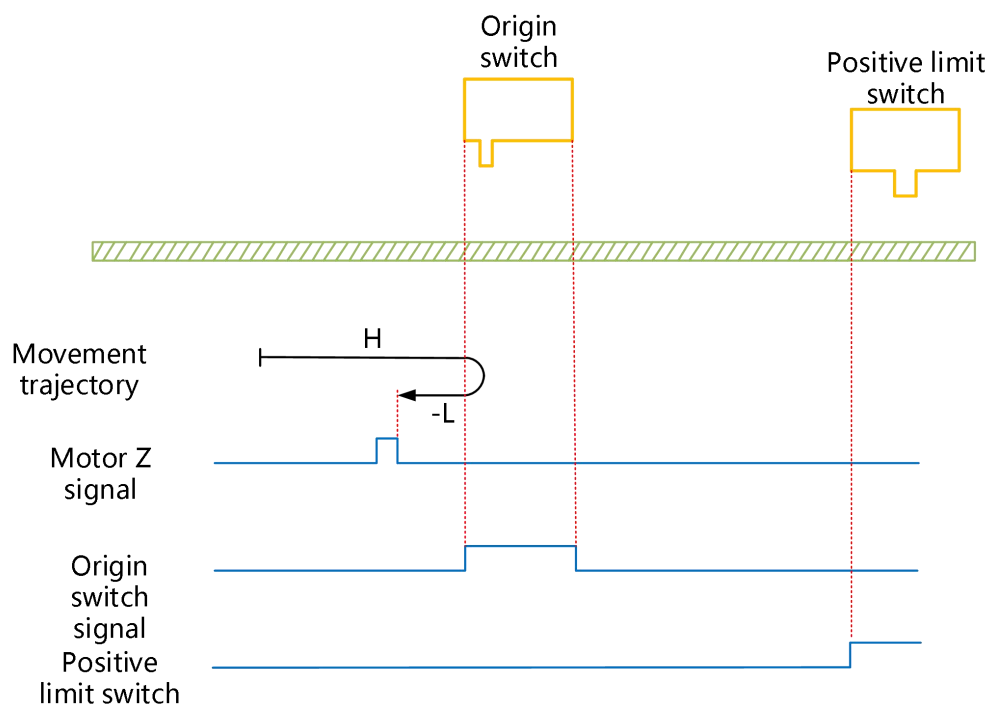 Origin
switch
Positive limit
switch
H
Movement
trajectory
-L
Motor Z
signal
Origin
switch
signal
Positive
limit switch